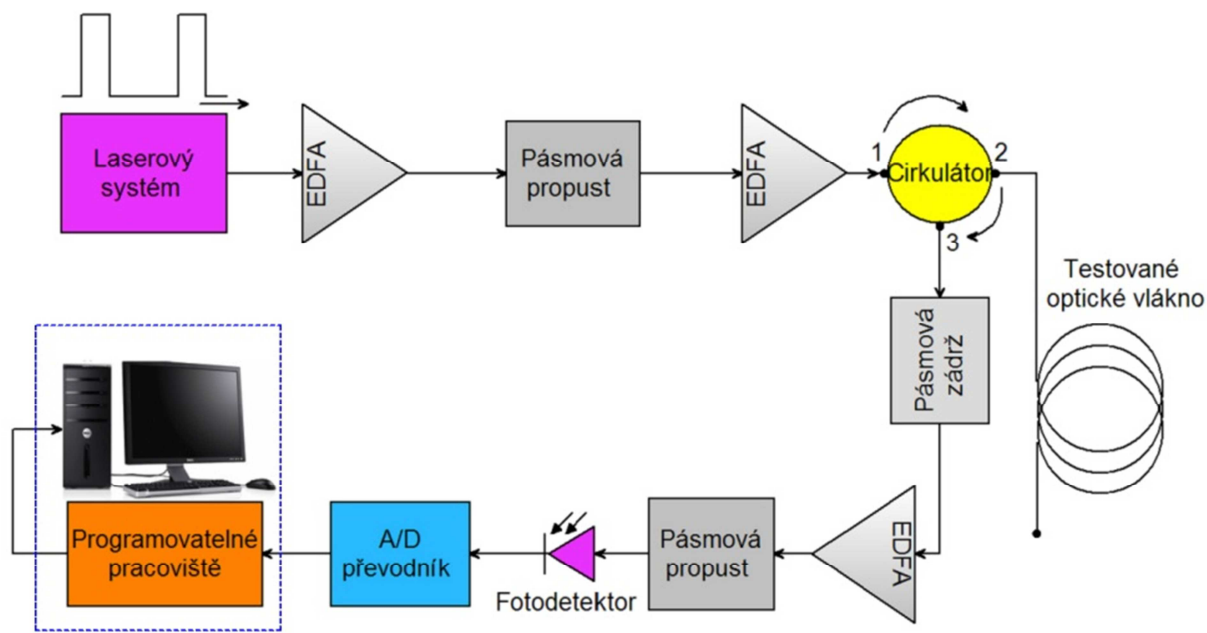 Laserový
systém
EDFA
Pásmová
propust
EDFA
1
Cirkulátor
2
3
Testované
optické vlákno
Pásmová
zádrž
EDFA
Pásmová
propust
Fotodetektor
A/D
převodník
Programovatelné
pracoviště